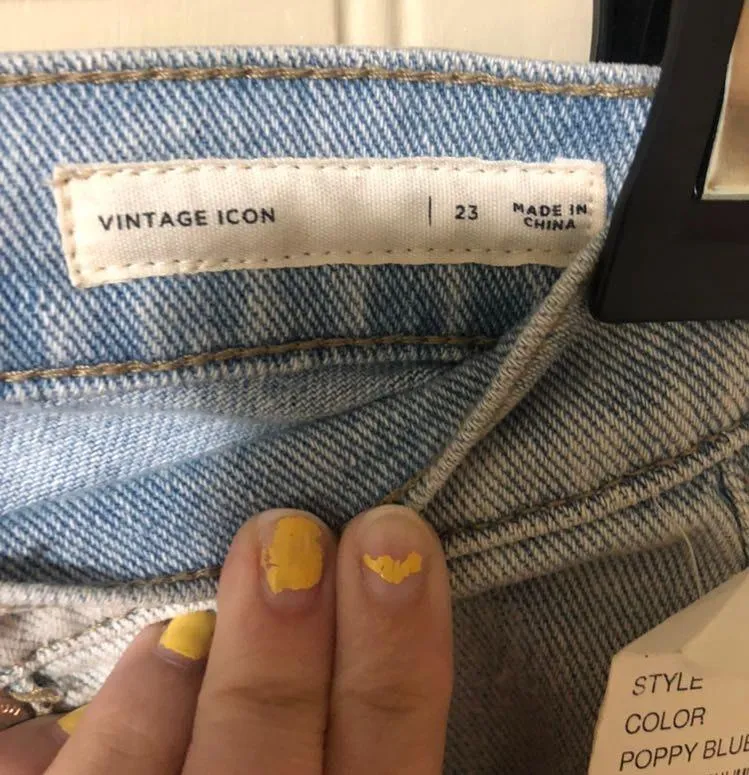 VINTAGE ICON | 23 MADE IN
CHINA
STYLE
COLOR
POPPY BLUE